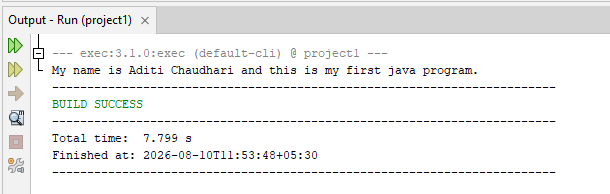 Output - Run (project1) ×
--- exec:3.1.0:exec (default-cli) @ project1 ---
My name is Aditi Chaudhari and this is my first java program.
------------------------------------------------------------------------
BUILD SUCCESS
------------------------------------------------------------------------
Total time:  7.799 s
Finished at: 2026-08-10T11:53:48+05:30
------------------------------------------------------------------------